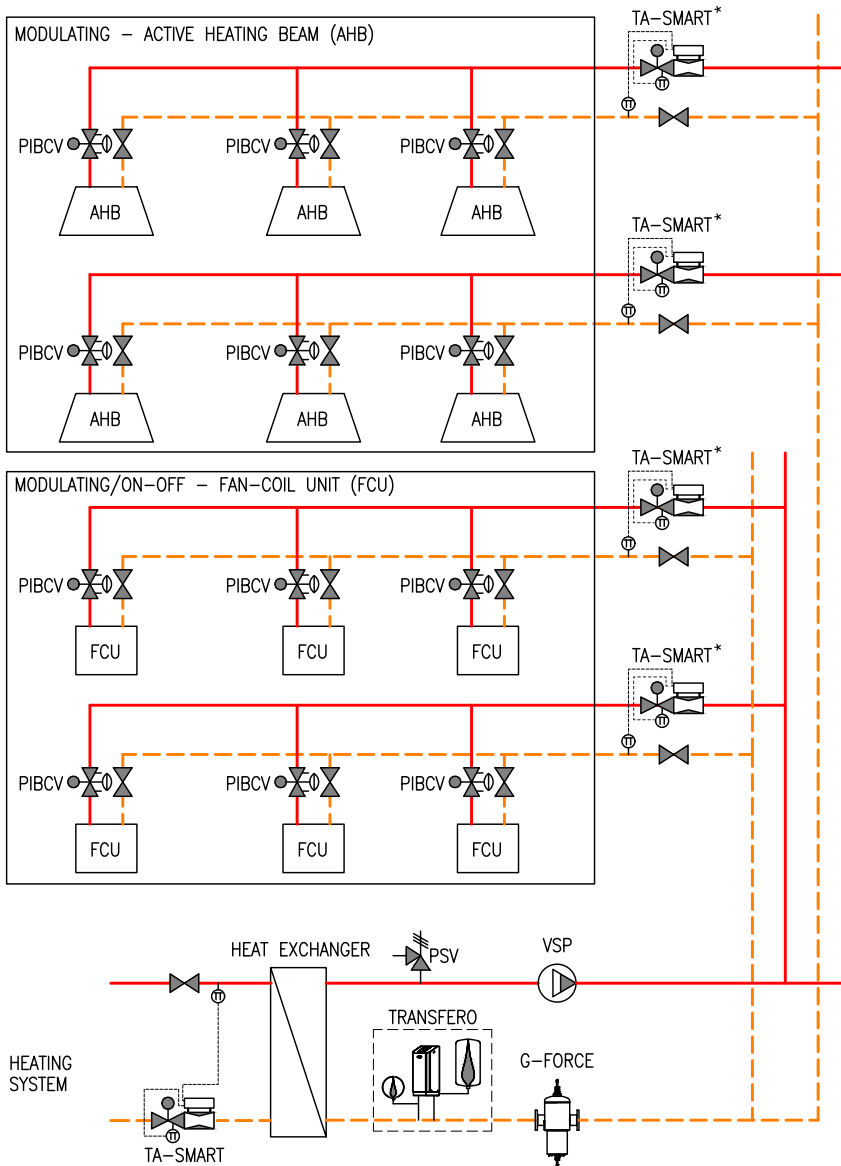 TA-SMART*
MODULATING - ACTIVE HEATING BEAM (AHB)
PIBCV PIBCV PIBCV
AHB AHB AHB
TA-SMART*
PIBCV PIBCV PIBCV
AHB AHB AHB
TA-SMART*
MODULATING/ON-OFF - FAN-COIL UNIT (FCU)
PIBCV PIBCV PIBCV
FCU FCU FCU
TA-SMART*
PIBCV PIBCV PIBCV
FCU FCU FCU
HEAT EXCHANGER
PSV
VSP
TRANSFERO
G-FORCE
HEATING
SYSTEM
TA-SMART